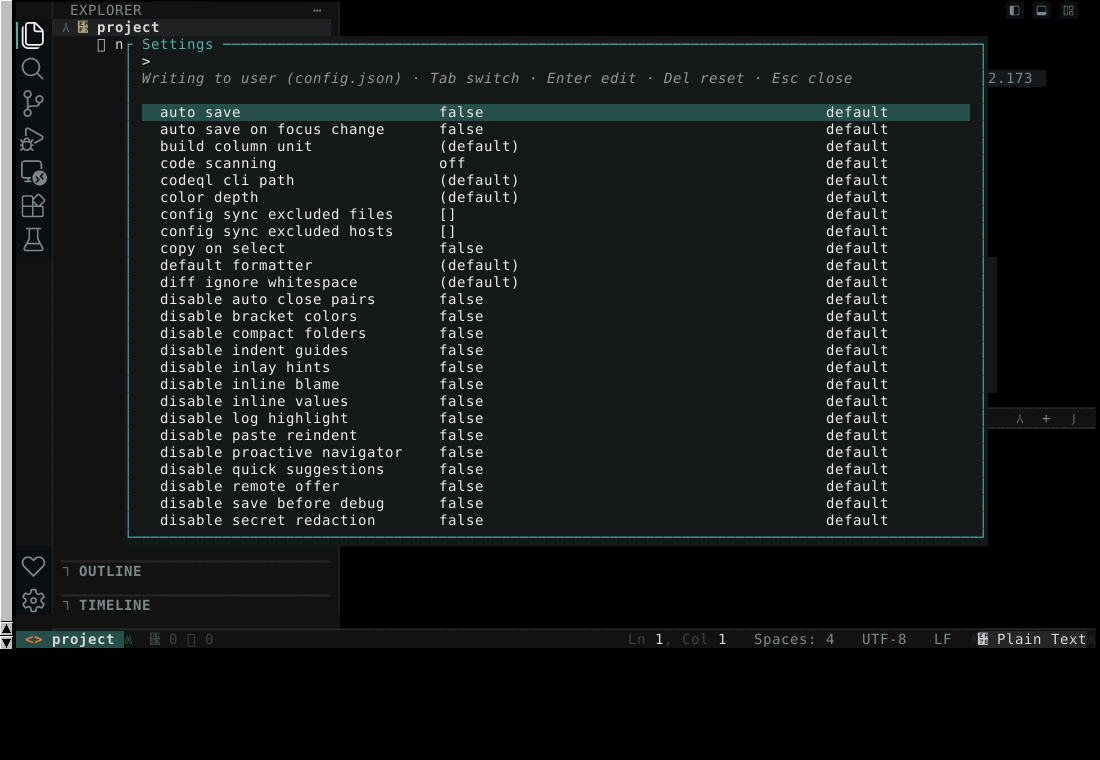 EXPLORER ⋯
project
n
Settings
>
Writing to user (config.json) · Tab switch · Enter edit · Del reset · Esc close
2.173
auto save false default
auto save on focus change false default
build column unit (default) default
code scanning off default
codeql cli path (default) default
color depth (default) default
config sync excluded files [] default
config sync excluded hosts [] default
copy on select false default
default formatter (default) default
diff ignore whitespace (default) default
disable auto close pairs false default
disable bracket colors false default
disable compact folders false default
disable indent guides false default
disable inlay hints false default
disable inline blame false default
disable inline values false default
disable log highlight false default
disable paste reindent false default
disable proactive navigator false default
disable quick suggestions false default
disable remote offer false default
disable save before debug false default
disable secret redaction false default
OUTLINE
TIMELINE
<> project 0 0 Ln 1, Col 1 Spaces: 4 UTF-8 LF Plain Text